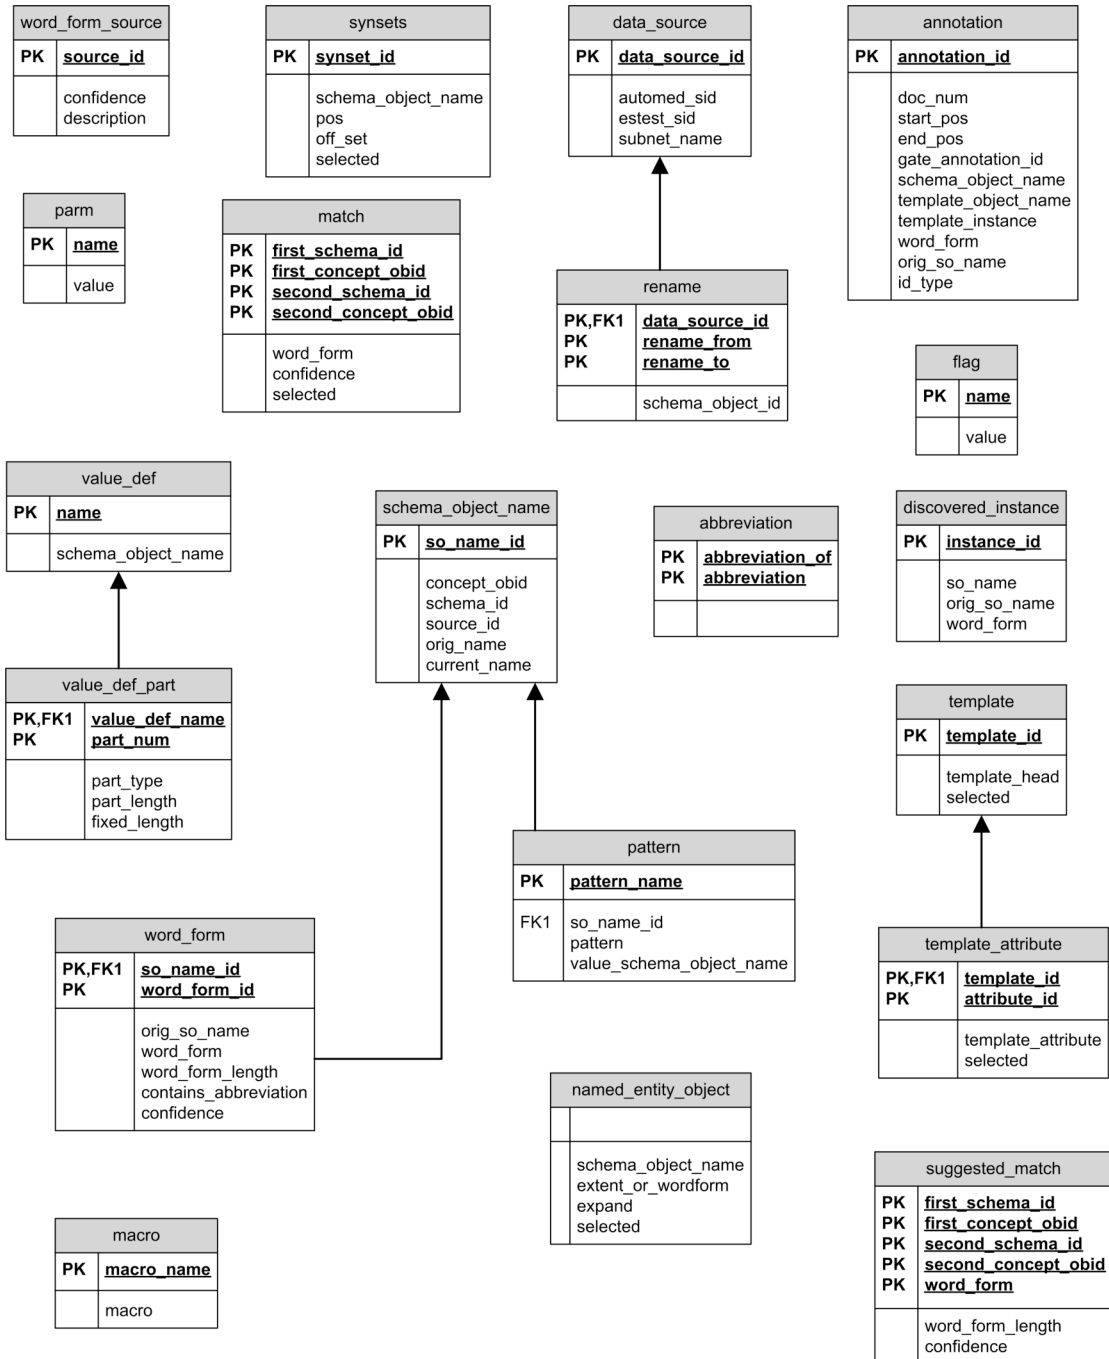 word_form_source
PK source_id
confidence
description
synsets
PK synset_id
schema_object_name
pos
off_set
selected
data_source
PK data_source_id
automed_sid
estest_sid
subnet_name
annotation
PK annotation_id
doc_num
start_pos
end_pos
gate_annotation_id
schema_object_name
template_object_name
template_instance
word_form
orig_so_name
id_type
parm
PK name
value
match
PK first_schema_id
PK first_concept_obid
PK second_schema_id
PK second_concept_obid
word_form
confidence
selected
rename
PK,FK1 data_source_id
PK rename_from
PK rename_to
schema_object_id
flag
PK name
value
value_def
PK name
schema_object_name
schema_object_name
PK so_name_id
concept_obid
schema_id
source_id
orig_name
current_name
abbreviation
PK abbreviation_of
PK abbreviation
discovered_instance
PK instance_id
so_name
orig_so_name
word_form
value_def_part
PK,FK1 value_def_name
PK part_num
part_type
part_length
fixed_length
template
PK template_id
template_head
selected
pattern
PK pattern_name
FK1 so_name_id
pattern
value_schema_object_name
word_form
PK,FK1 so_name_id
PK word_form_id
orig_so_name
word_form
word_form_length
contains_abbreviation
confidence
template_attribute
PK,FK1 template_id
PK attribute_id
template_attribute
selected
named_entity_object
schema_object_name
extent_or_wordform
expand
selected
suggested_match
PK first_schema_id
PK first_concept_obid
PK second_schema_id
PK second_concept_obid
PK word_form
word_form_length
confidence
macro
PK macro_name
macro